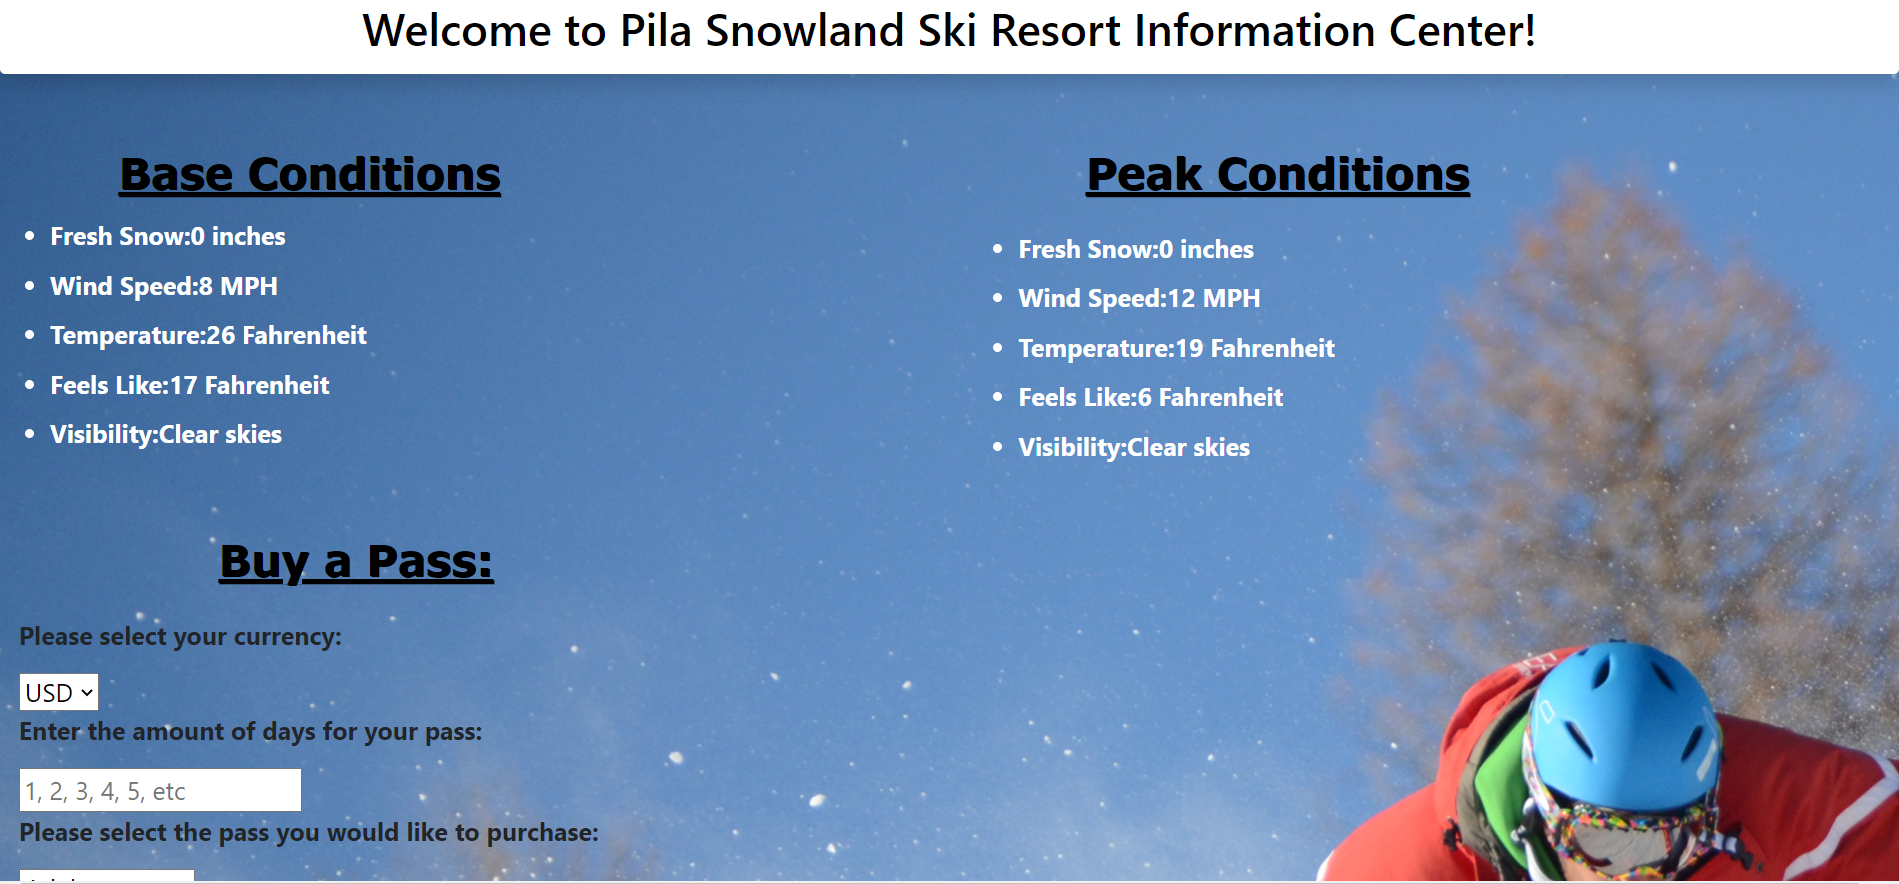 Welcome to Pila Snowland Ski Resort Information Center!
Base Conditions
Fresh Snow:0 inches
Wind Speed:8 MPH
Temperature:26 Fahrenheit
Feels Like:17 Fahrenheit
Visibility:Clear skies
Peak Conditions
Fresh Snow:0 inches
Wind Speed:12 MPH
Temperature:19 Fahrenheit
Feels Like:6 Fahrenheit
Visibility:Clear skies
Buy a Pass:
Please select your currency:
USD
Enter the amount of days for your pass:
1, 2, 3, 4, 5, etc
Please select the pass you would like to purchase: